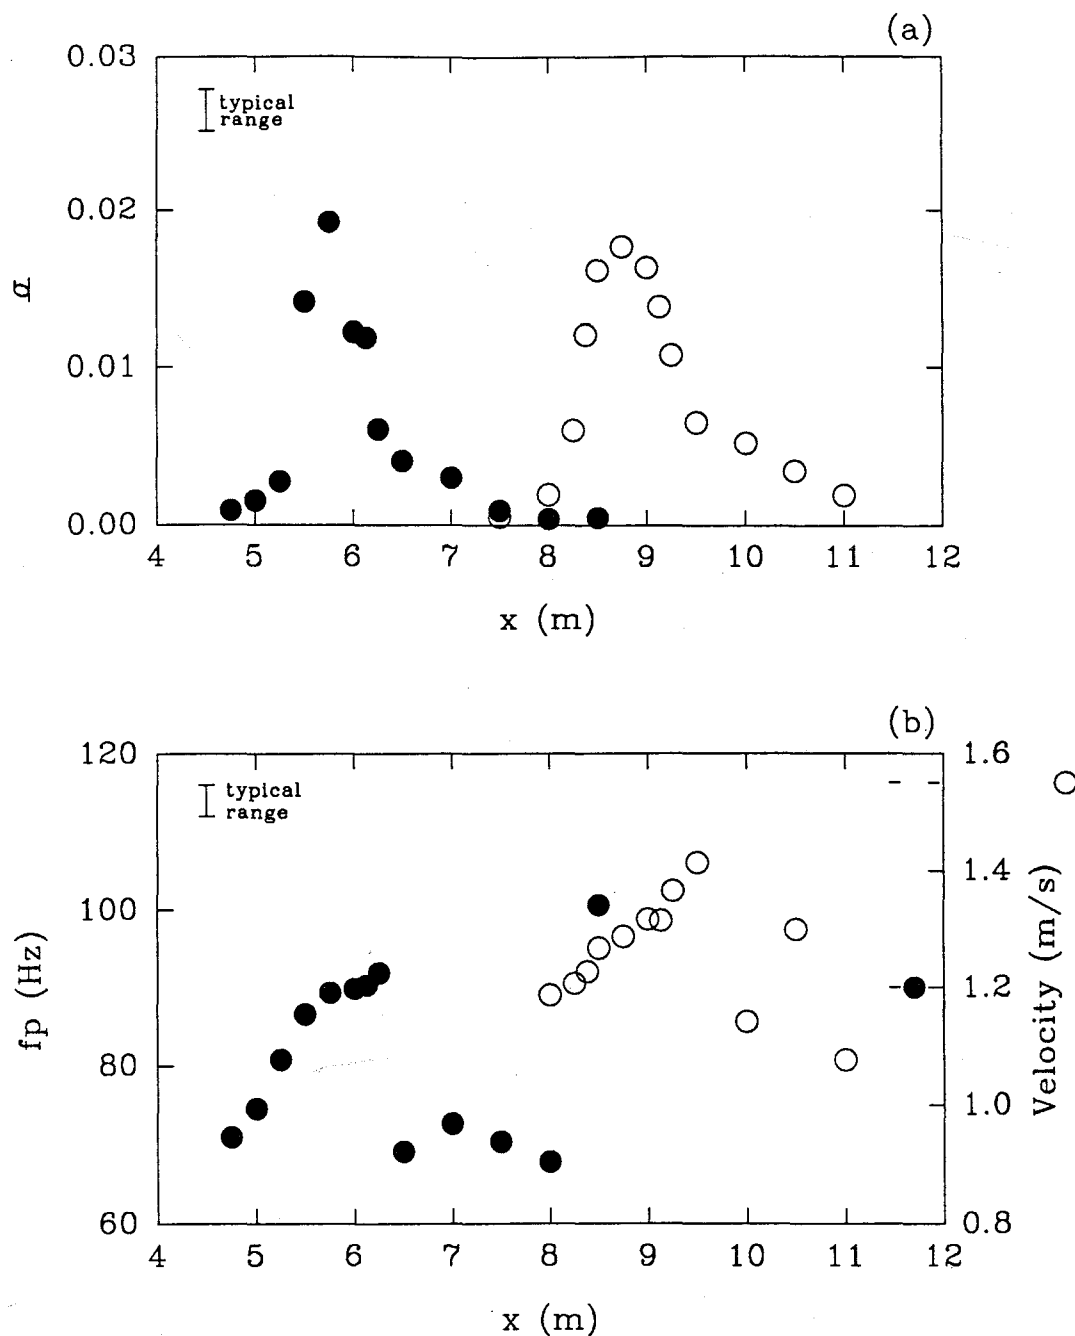 (a)
0.03
typical
range
0.02
σ
0.01
0.00
4 5 6 7 8 9 10 11 12
x (m)
(b)
120 1.6
typical
range
1.4
100
fp (Hz)
Velocity (m/s)
1.2
80
1.0
60 0.8
4 5 6 7 8 9 10 11 12
x (m)